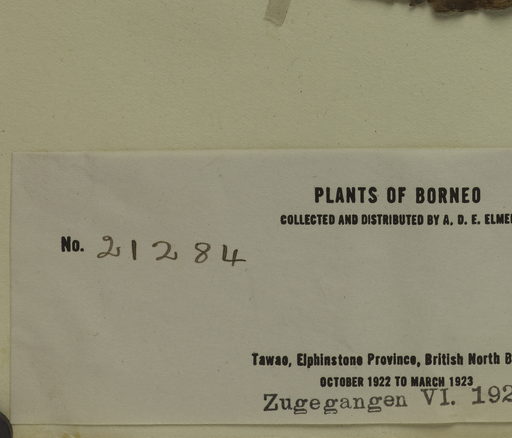 PLANTS OF BORNEO
COLLECTED AND DISTRIBUTED BY A. D. E. ELMER
No. 21284
Tawao, Elphinstone Province, British North B
OCTOBER 1922 TO MARCH 1923
Zugegangen VI. 192